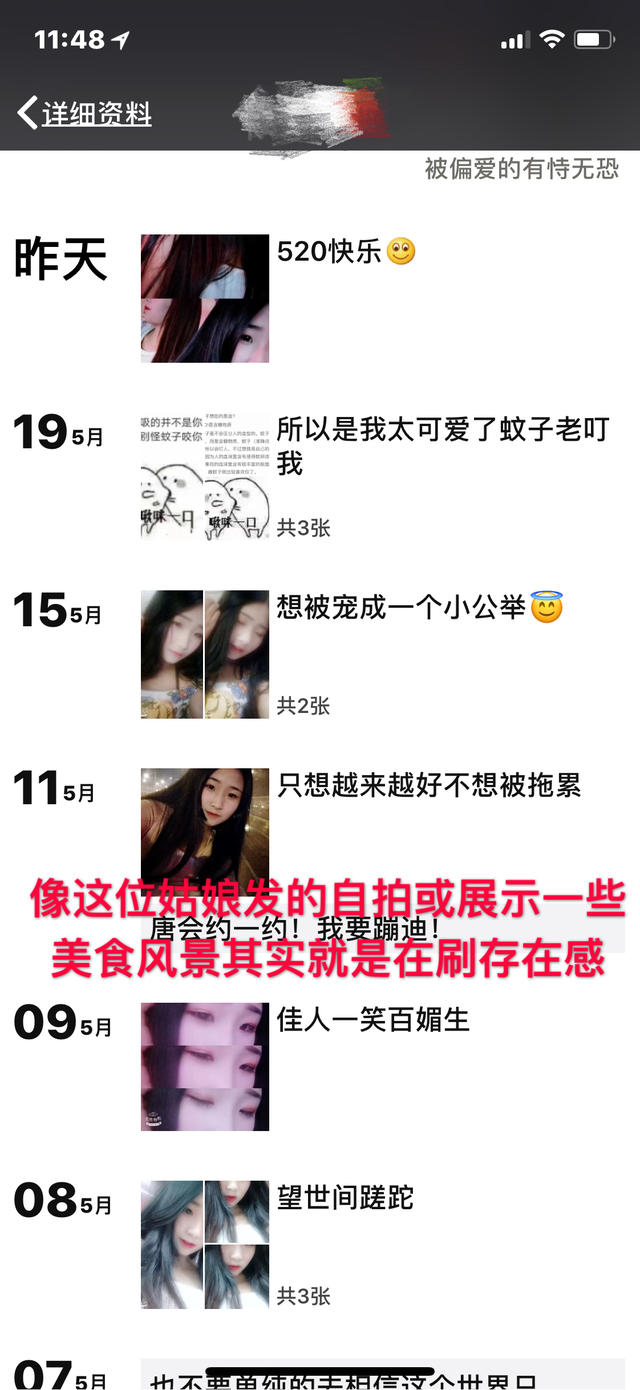 11:48
详细资料
被偏爱的有恃无恐
昨天
520快乐
19 5月
吸的并不是你
别怪蚊子咬你
啾咪一口
啾咪一口
所以是我太可爱了蚊子老叮
我
共3张
15 5月
想被宠成一个小公举
共2张
11 5月
只想越来越好不想被拖累
像这位姑娘发的自拍或展示一些
唐会约一约！我要蹦迪！
美食风景其实就是在刷存在感
09 5月
佳人一笑百媚生
08 5月
望世间蹉跎
共3张
07 5月
也不要单纯的去相信这个世界只